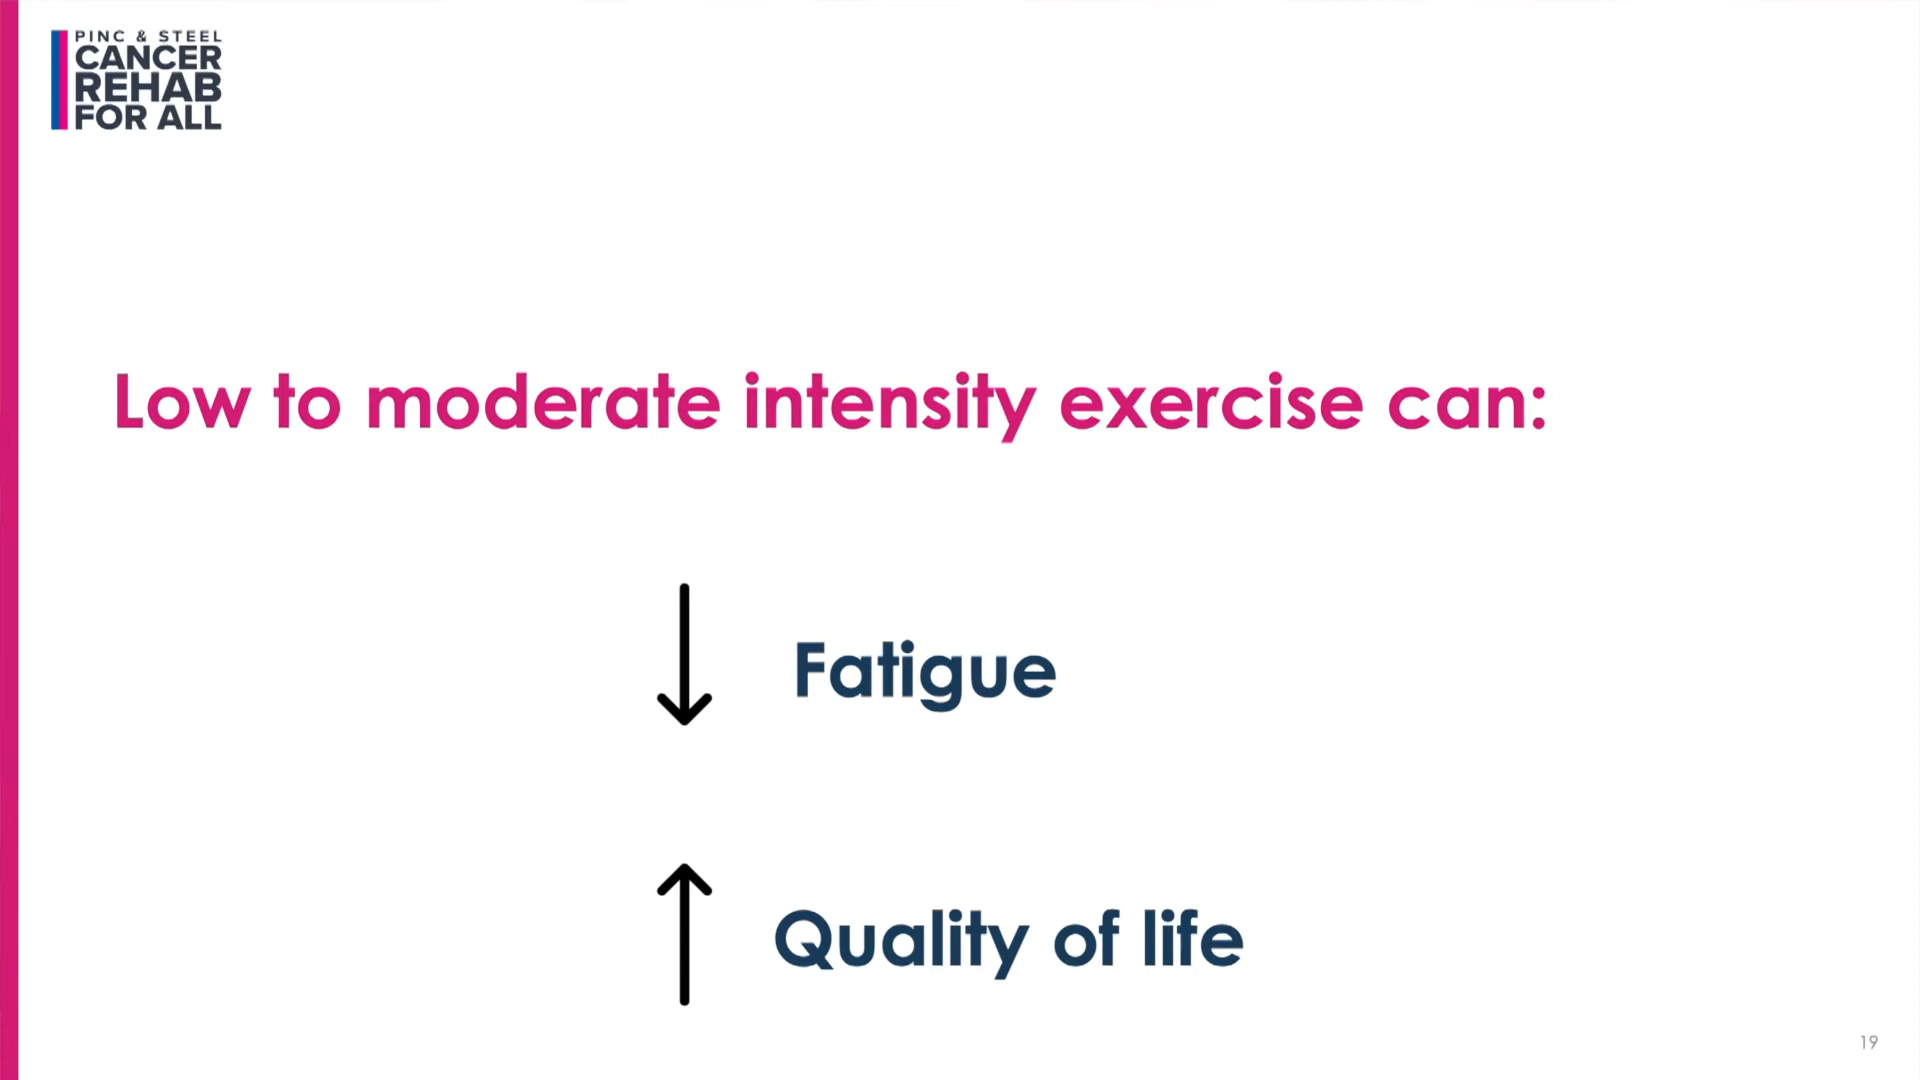 PINC & STEEL
CANCER
REHAB
FOR ALL
Low to moderate intensity exercise can:
Fatigue
Quality of life
19